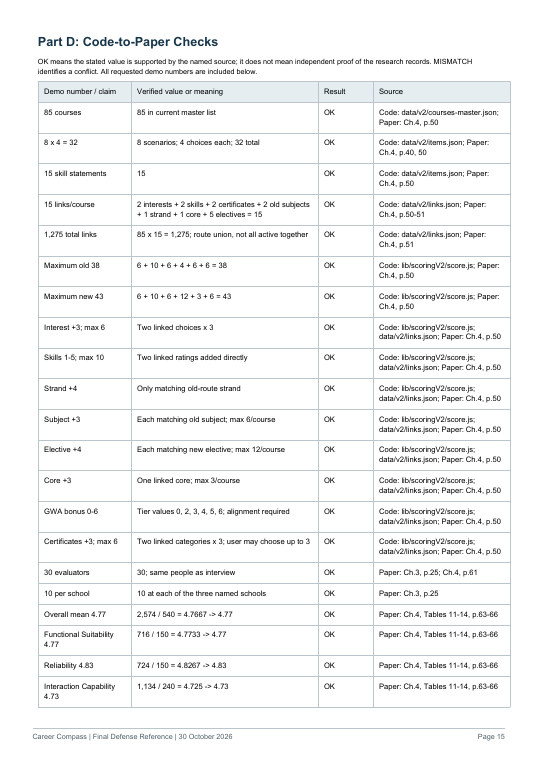 Part D: Code-to-Paper Checks
OK means the stated value is supported by the named source; it does not mean independent proof of the research records. MISMATCH
identifies a conflict. All requested demo numbers are included below.
Demo number / claim Verified value or meaning Result Source
85 courses 85 in current master list OK Code: data/v2/courses-master.json;
Paper: Ch.4, p.50
8 x 4 = 32 8 scenarios; 4 choices each; 32 total OK Code: data/v2/items.json; Paper:
Ch.4, p.40, 50
15 skill statements 15 OK Code: data/v2/items.json; Paper:
Ch.4, p.50
15 links/course 2 interests + 2 skills + 2 certificates + 2 old subjects OK Code: data/v2/links.json; Paper:
+ 1 strand + 1 core + 5 electives = 15 Ch.4, p.50-51
1,275 total links 85 x 15 = 1,275; route union, not all active together OK Code: data/v2/links.json; Paper:
Ch.4, p.51
Maximum old 38 6 + 10 + 6 + 4 + 6 + 6 = 38 OK Code: lib/scoringV2/score.js; Paper:
Ch.4, p.50
Maximum new 43 6 + 10 + 6 + 12 + 3 + 6 = 43 OK Code: lib/scoringV2/score.js; Paper:
Ch.4, p.50
Interest +3; max 6 Two linked choices x 3 OK Code: lib/scoringV2/score.js;
data/v2/links.json; Paper: Ch.4, p.50
Skills 1-5; max 10 Two linked ratings added directly OK Code: lib/scoringV2/score.js;
data/v2/links.json; Paper: Ch.4, p.50
Strand +4 Only matching old-route strand OK Code: lib/scoringV2/score.js;
data/v2/links.json; Paper: Ch.4, p.50
Subject +3 Each matching old subject; max 6/course OK Code: lib/scoringV2/score.js;
data/v2/links.json; Paper: Ch.4, p.50
Elective +4 Each matching new elective; max 12/course OK Code: lib/scoringV2/score.js;
data/v2/links.json; Paper: Ch.4, p.50
Core +3 One linked core; max 3/course OK Code: lib/scoringV2/score.js;
data/v2/links.json; Paper: Ch.4, p.50
GWA bonus 0-6 Tier values 0, 2, 3, 4, 5, 6; alignment required OK Code: lib/scoringV2/score.js;
data/v2/links.json; Paper: Ch.4, p.50
Certificates +3; max 6 Two linked categories x 3; user may choose up to 3 OK Code: lib/scoringV2/score.js;
data/v2/links.json; Paper: Ch.4, p.50
30 evaluators 30; same people as interview OK Paper: Ch.3, p.25; Ch.4, p.61
10 per school 10 at each of the three named schools OK Paper: Ch.3, p.25
Overall mean 4.77 2,574 / 540 = 4.7667 -> 4.77 OK Paper: Ch.4, Tables 11-14, p.63-66
Functional Suitability 716 / 150 = 4.7733 -> 4.77 OK Paper: Ch.4, Tables 11-14, p.63-66
4.77
Reliability 4.83 724 / 150 = 4.8267 -> 4.83 OK Paper: Ch.4, Tables 11-14, p.63-66
Interaction Capability 1,134 / 240 = 4.725 -> 4.73 OK Paper: Ch.4, Tables 11-14, p.63-66
4.73
Career Compass | Final Defense Reference | 30 October 2026 Page 15